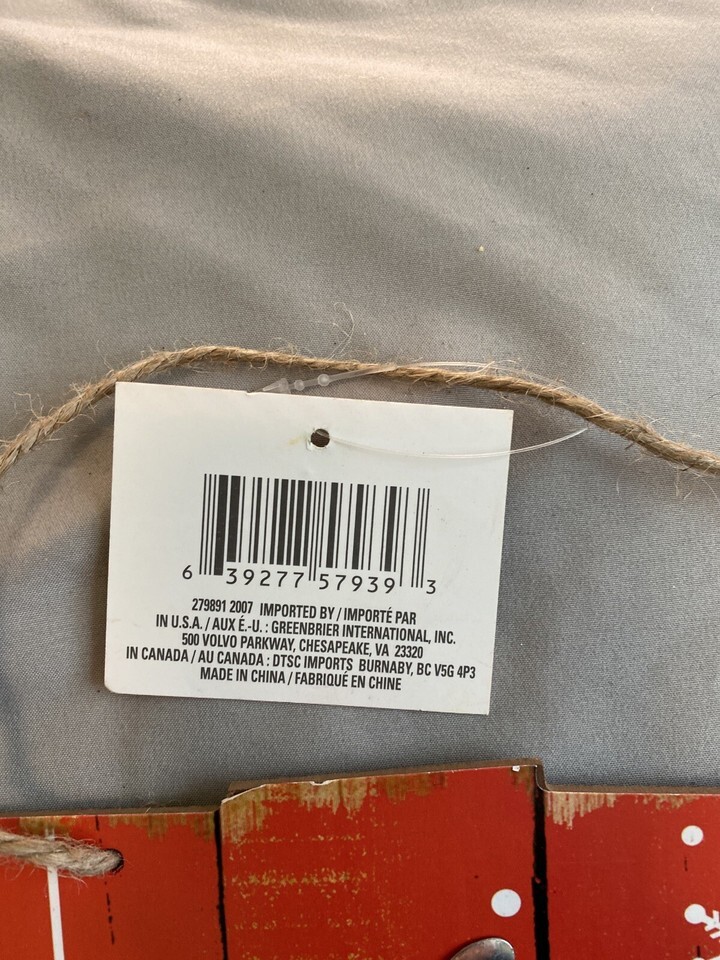 6 39277 57939 3
279891 2007 IMPORTED BY / IMPORTÉ PAR
IN U.S.A. / AUX É.-U. : GREENBRIER INTERNATIONAL, INC.
500 VOLVO PARKWAY, CHESAPEAKE, VA 23320
IN CANADA / AU CANADA : DTSC IMPORTS BURNABY, BC V5G 4P3
MADE IN CHINA / FABRIQUÉ EN CHINE